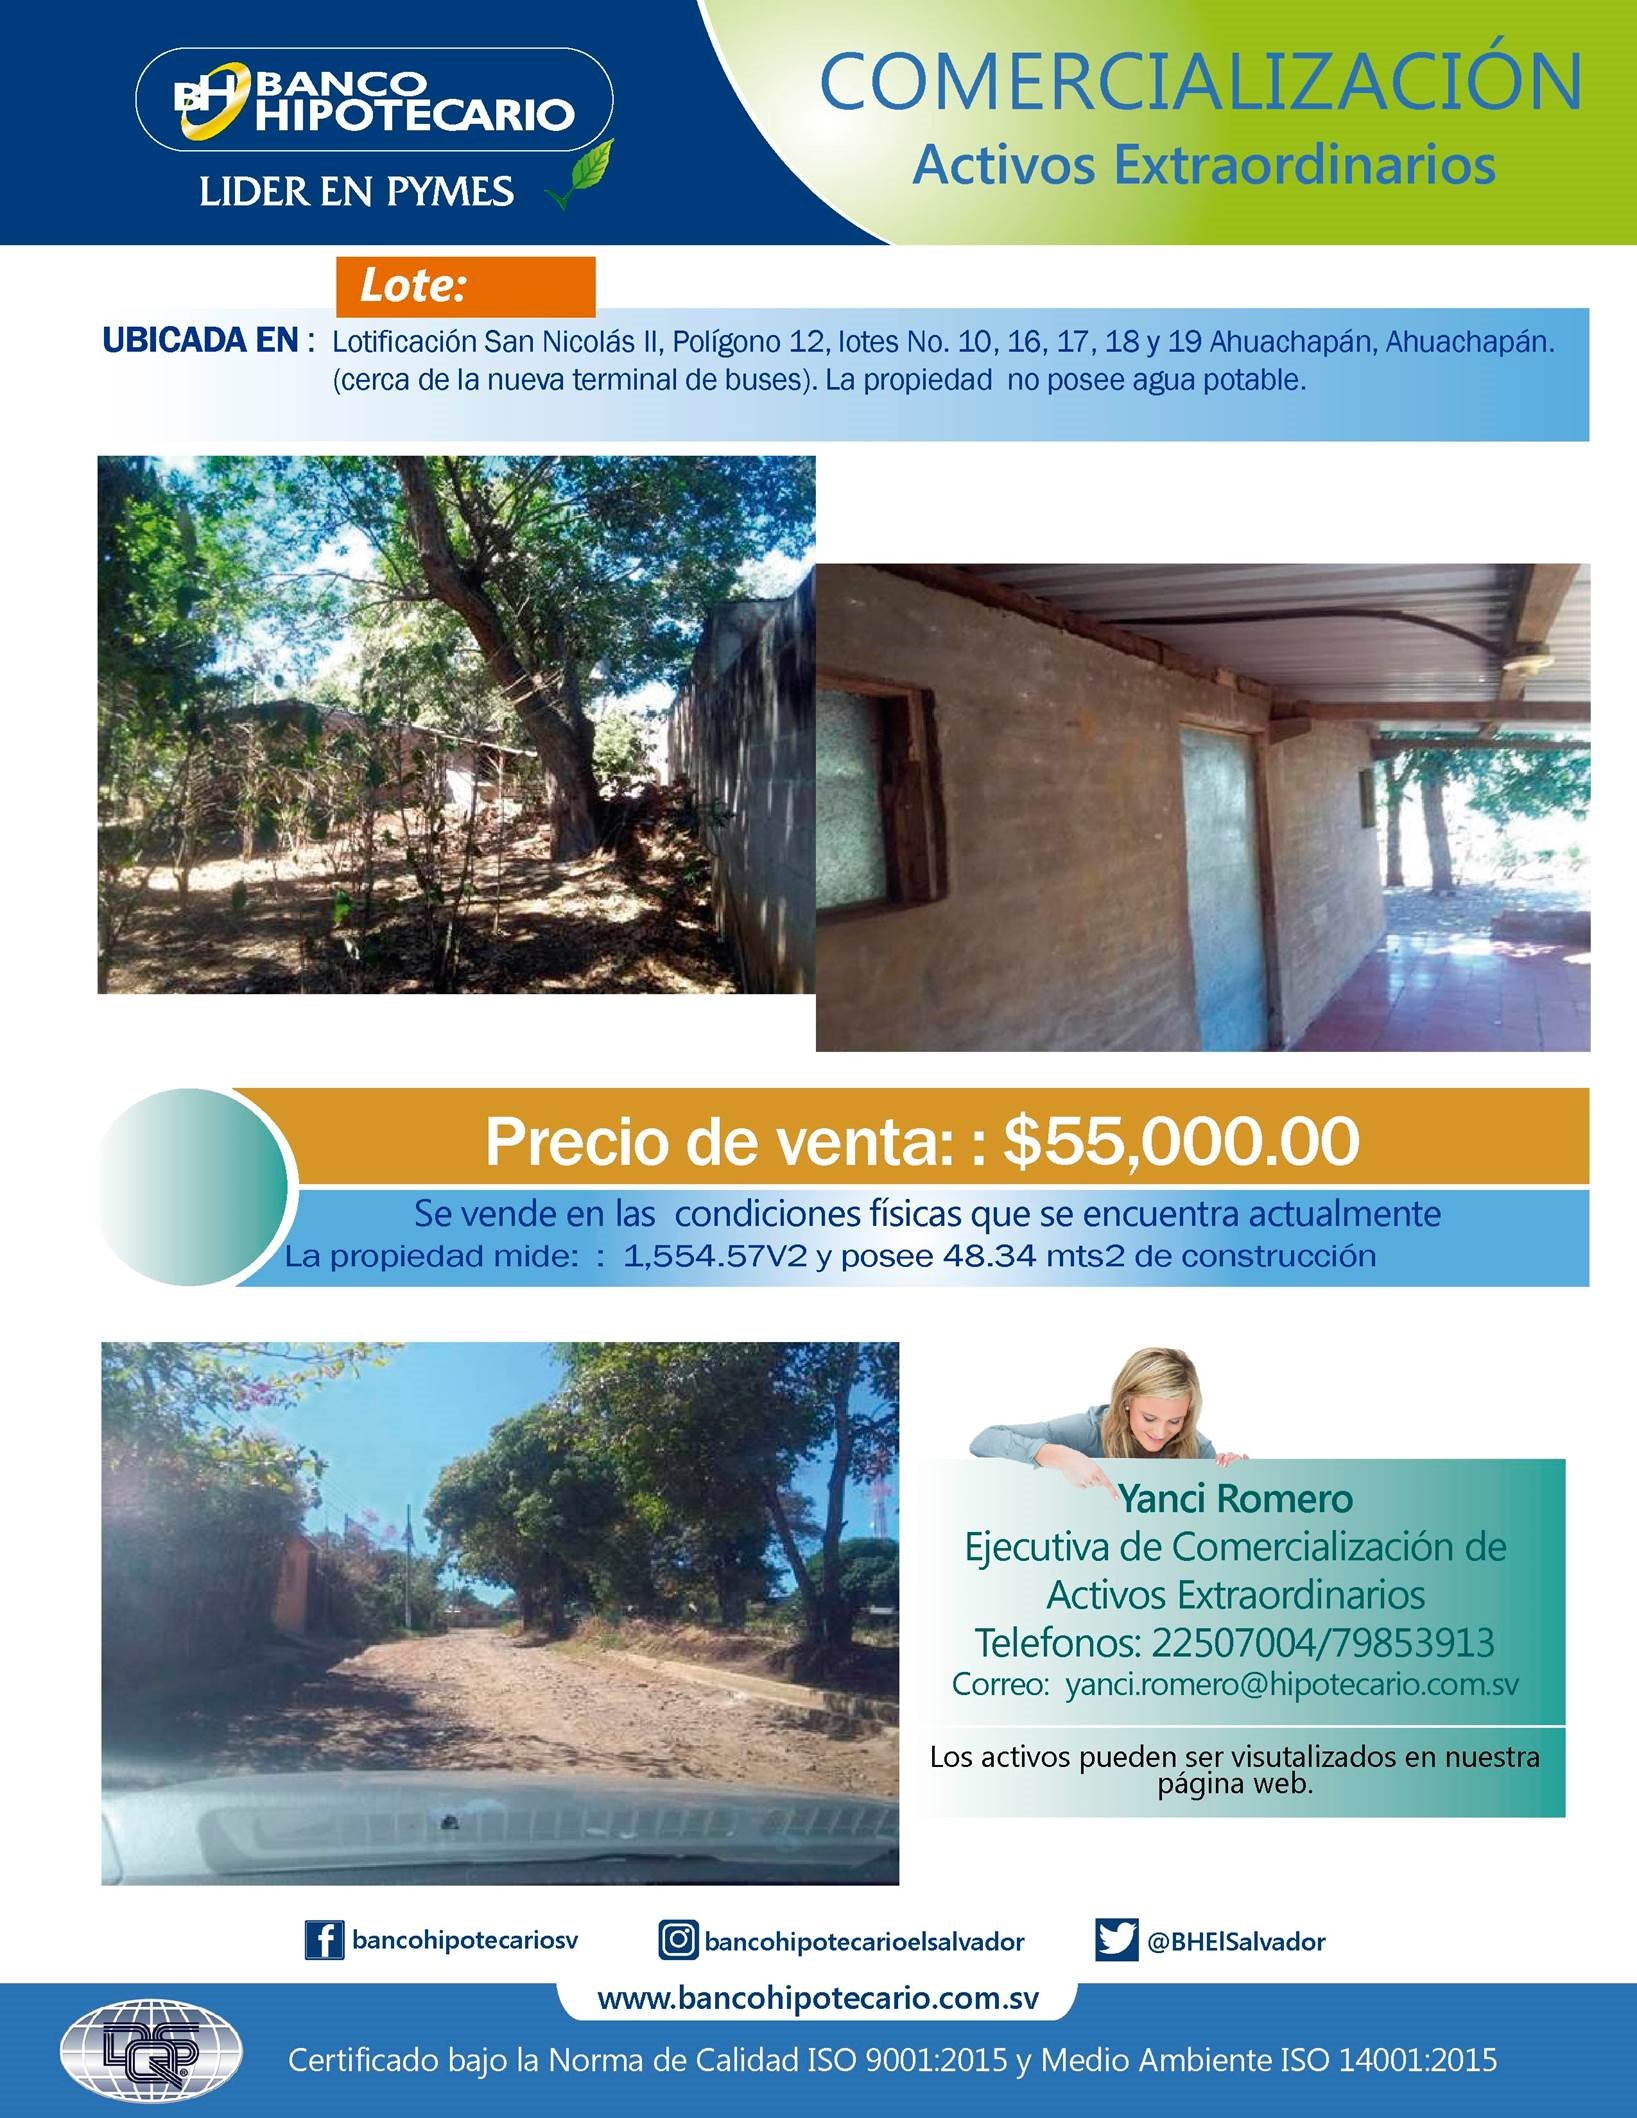 BH BANCO
HIPOTECARIO
LIDER EN PYMES
COMERCIALIZACIÓN
Activos Extraordinarios
Lote:
UBICADA EN : Lotificación San Nicolás II, Polígono 12, lotes No. 10, 16, 17, 18 y 19 Ahuachapán, Ahuachapán.
(cerca de la nueva terminal de buses). La propiedad no posee agua potable.
Precio de venta: : $55,000.00
Se vende en las condiciones físicas que se encuentra actualmente
La propiedad mide: : 1,554.57V2 y posee 48.34 mts2 de construcción
Yanci Romero
Ejecutiva de Comercialización de
Activos Extraordinarios
Telefonos: 22507004/79853913
Correo: yanci.romero@hipotecario.com.sv
Los activos pueden ser visutalizados en nuestra
página web.
bancohipotecariosv
bancohipotecarioelsalvador
@BHElSalvador
www.bancohipotecario.com.sv
Certificado bajo la Norma de Calidad ISO 9001:2015 y Medio Ambiente ISO 14001:2015